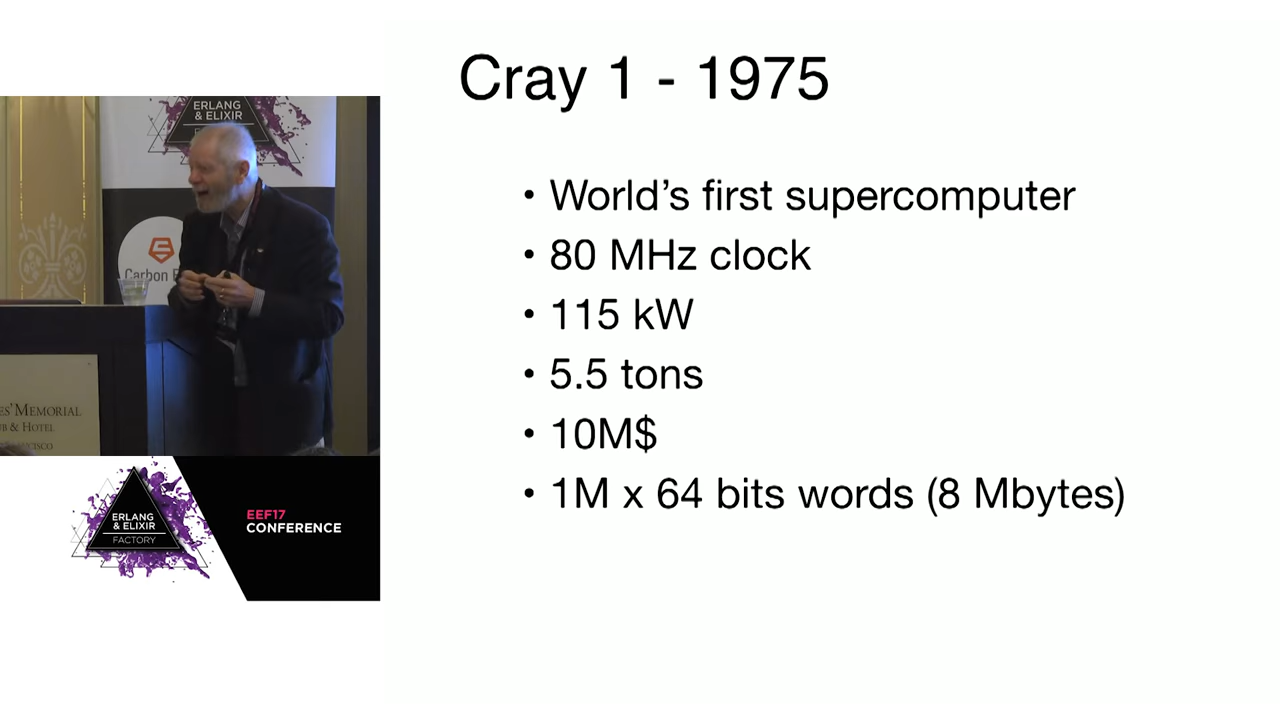 Cray 1 - 1975
• World's first supercomputer
• 80 MHz clock
• 115 kW
• 5.5 tons
• 10M$
• 1M x 64 bits words (8 Mbytes)
ERLANG
& ELIXIR
Carbon
MEMORIAL
& HOTEL
ERLANG
& ELIXIR
FACTORY
EEF17
CONFERENCE